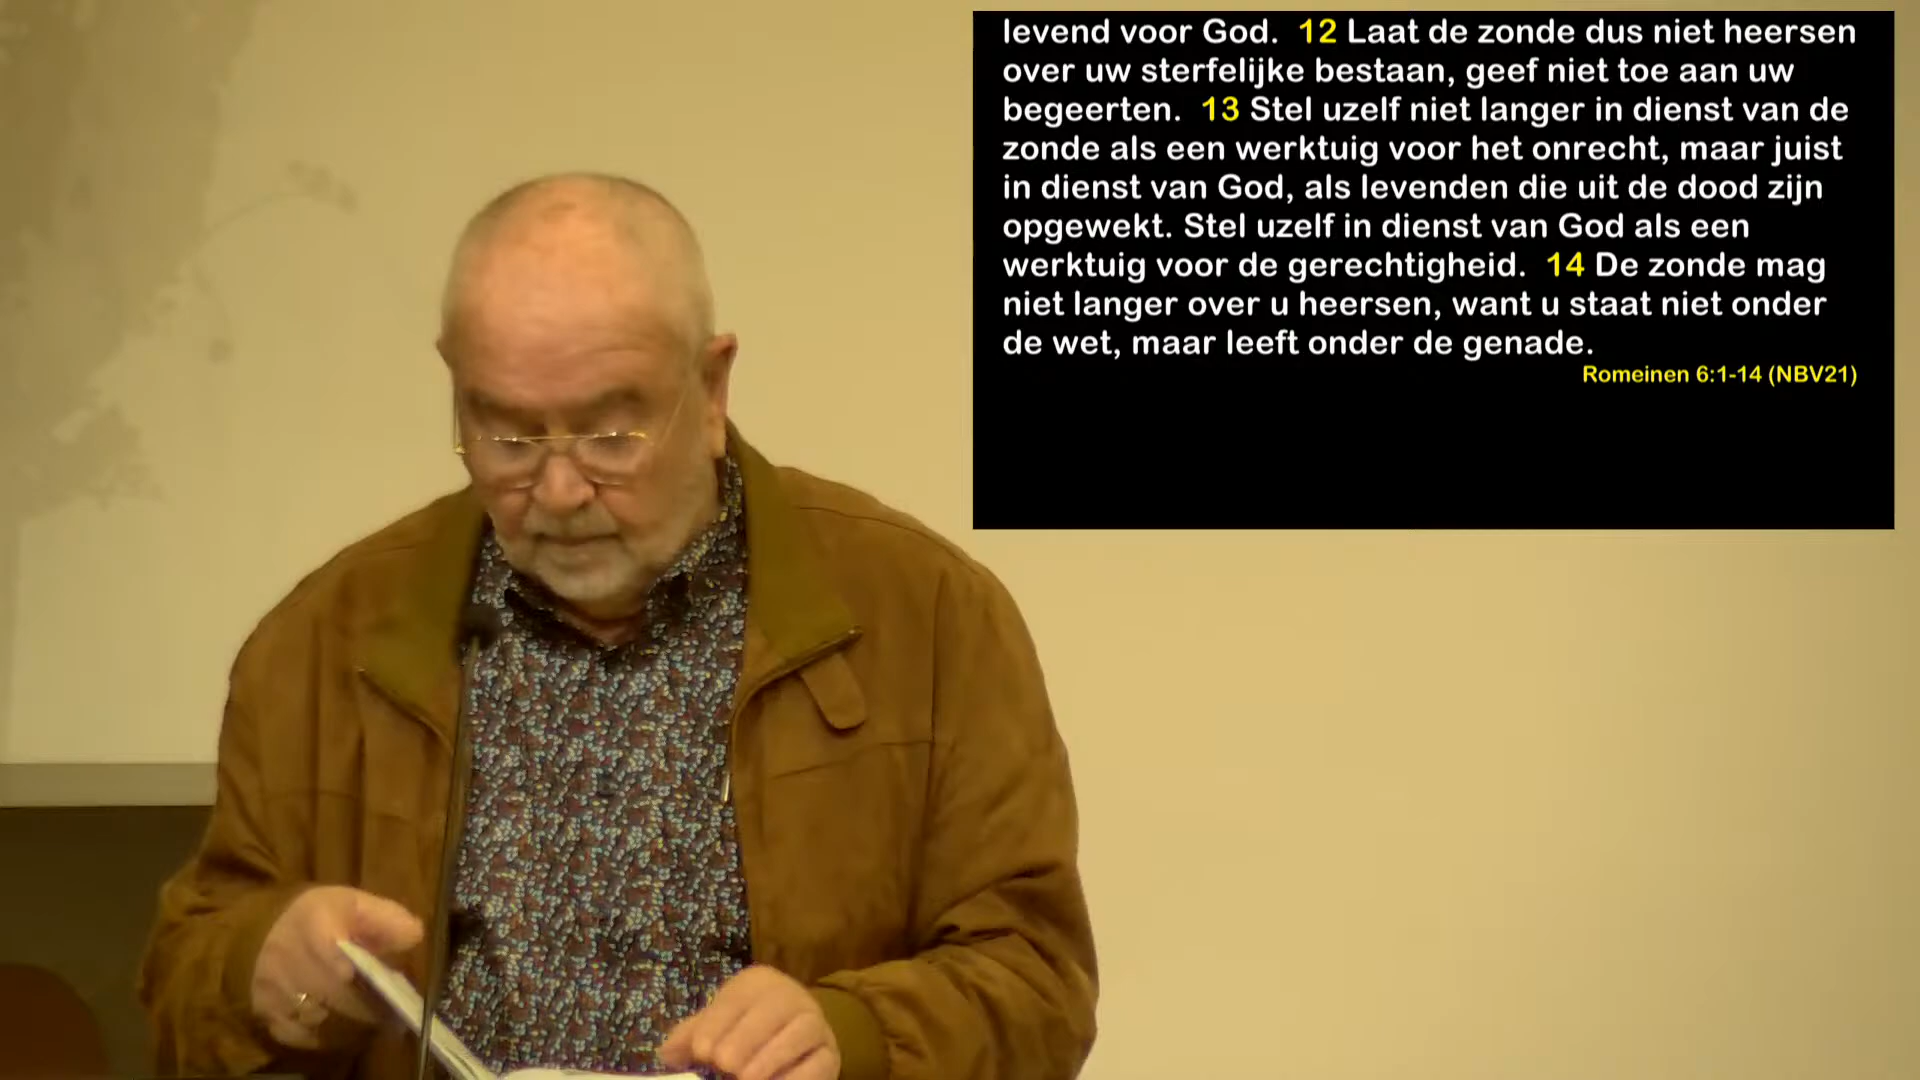 levend voor God. 12 Laat de zonde dus niet heersen
over uw sterfelijke bestaan, geef niet toe aan uw
begeerten. 13 Stel uzelf niet langer in dienst van de
zonde als een werktuig voor het onrecht, maar juist
in dienst van God, als levenden die uit de dood zijn
opgewekt. Stel uzelf in dienst van God als een
werktuig voor de gerechtigheid. 14 De zonde mag
niet langer over u heersen, want u staat niet onder
de wet, maar leeft onder de genade.
Romeinen 6:1-14 (NBV21)